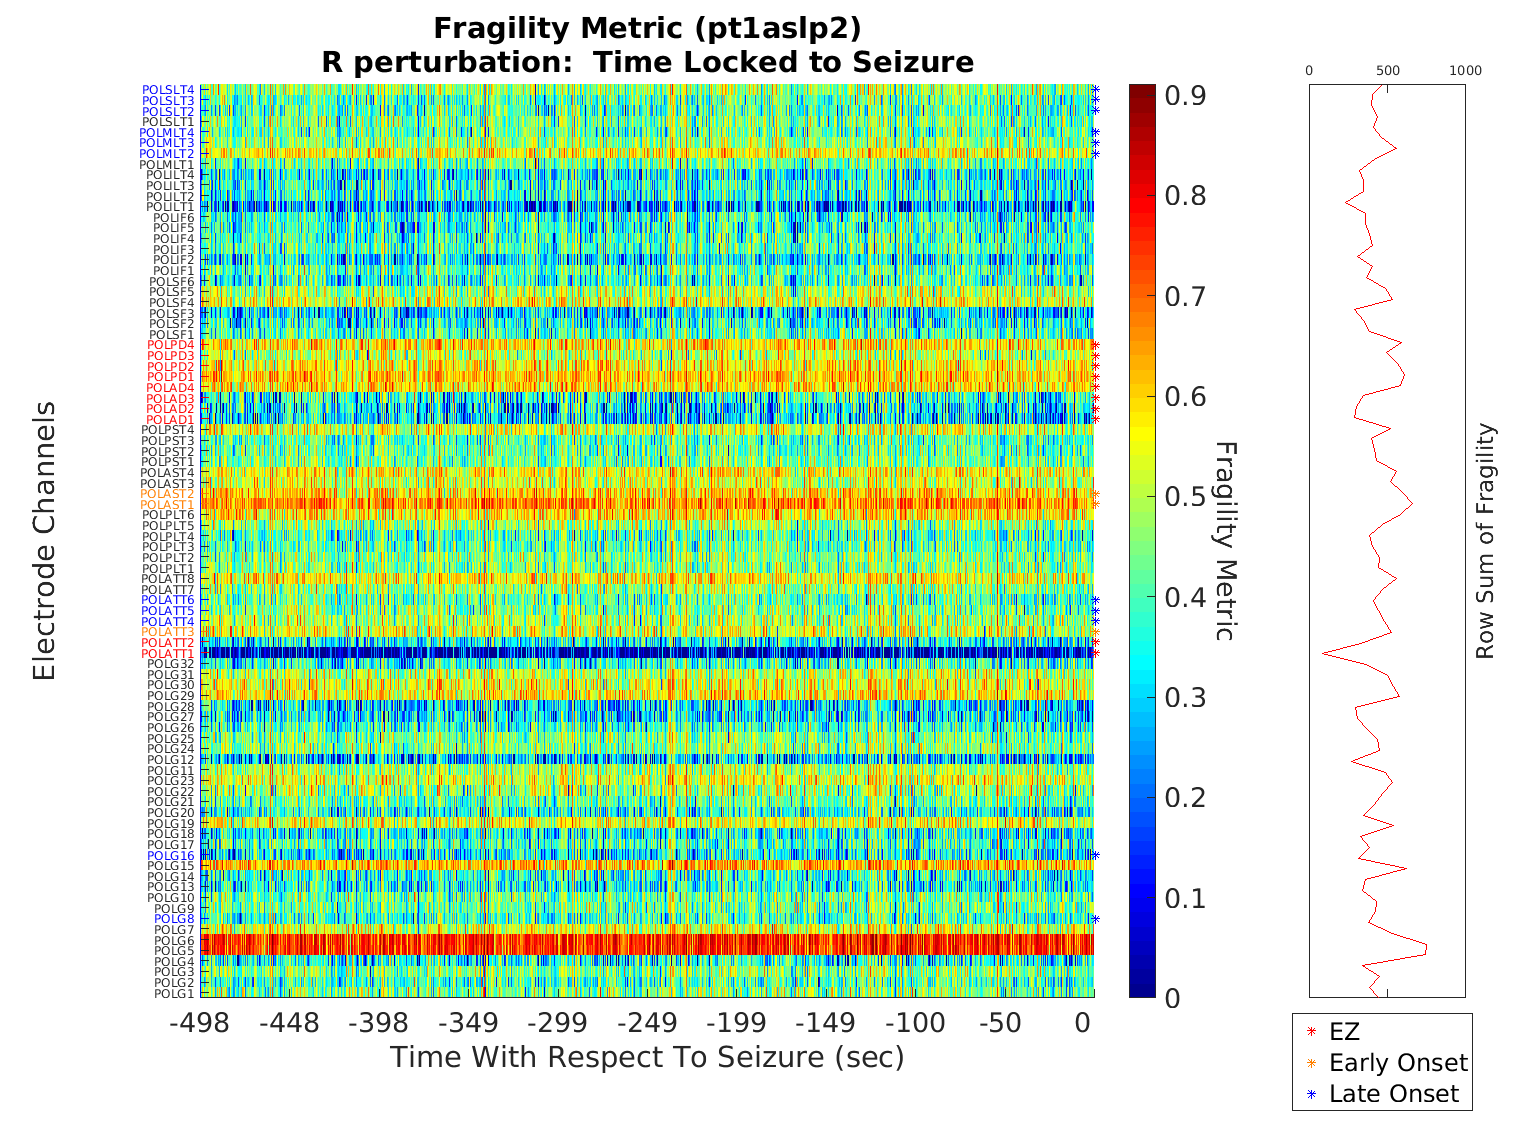 Fragility Metric (pt1aslp2)
R perturbation:  Time Locked to Seizure
Electrode Channels
POLSLT4
POLSLT3
POLSLT2
POLSLT1
POLMLT4
POLMLT3
POLMLT2
POLMLT1
POLILT4
POLILT3
POLILT2
POLILT1
POLIF6
POLIF5
POLIF4
POLIF3
POLIF2
POLIF1
POLSF6
POLSF5
POLSF4
POLSF3
POLSF2
POLSF1
POLPD4
POLPD3
POLPD2
POLPD1
POLAD4
POLAD3
POLAD2
POLAD1
POLPST4
POLPST3
POLPST2
POLPST1
POLAST4
POLAST3
POLAST2
POLAST1
POLPLT6
POLPLT5
POLPLT4
POLPLT3
POLPLT2
POLPLT1
POLATT8
POLATT7
POLATT6
POLATT5
POLATT4
POLATT3
POLATT2
POLATT1
POLG32
POLG31
POLG30
POLG29
POLG28
POLG27
POLG26
POLG25
POLG24
POLG12
POLG11
POLG23
POLG22
POLG21
POLG20
POLG19
POLG18
POLG17
POLG16
POLG15
POLG14
POLG13
POLG10
POLG9
POLG8
POLG7
POLG6
POLG5
POLG4
POLG3
POLG2
POLG1
-498 -448 -398 -349 -299 -249 -199 -149 -100 -50 0
Time With Respect To Seizure (sec)
0.9
0.8
0.7
0.6
0.5
0.4
0.3
0.2
0.1
0
Fragility Metric
0 500 1000
Row Sum of Fragility
EZ
Early Onset
Late Onset